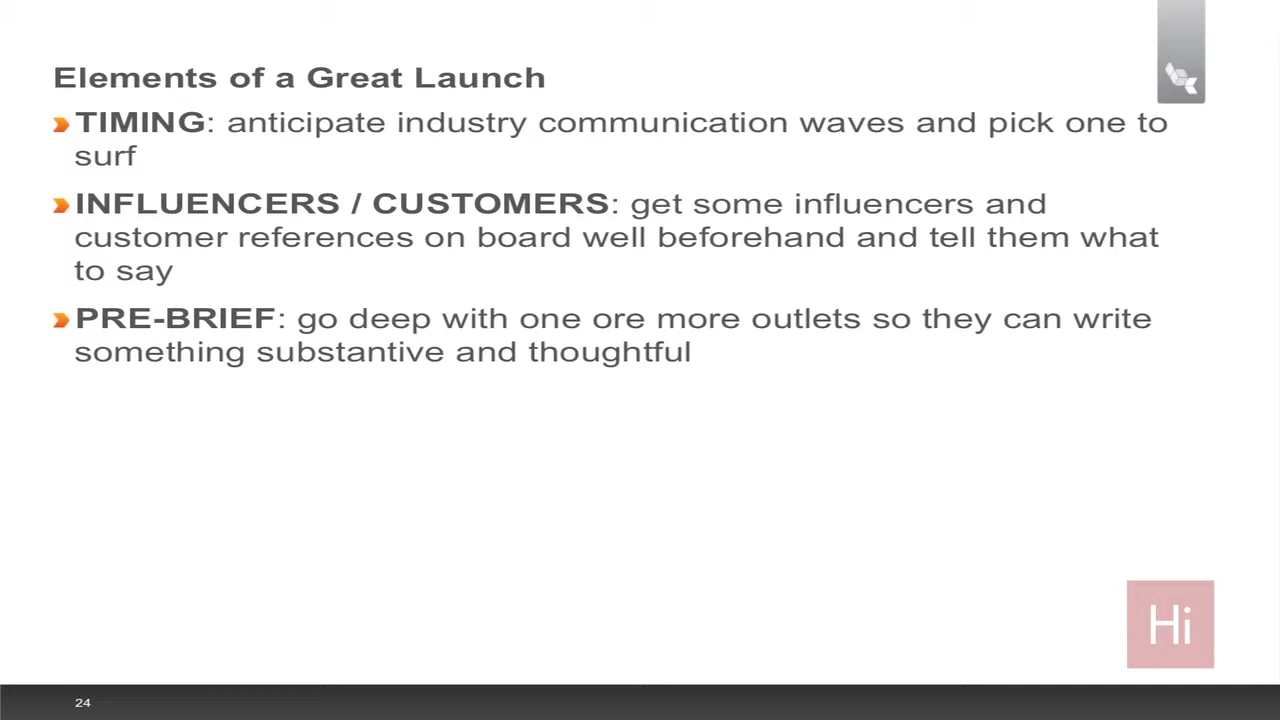 Elements of a Great Launch
TIMING: anticipate industry communication waves and pick one to
surf
INFLUENCERS / CUSTOMERS: get some influencers and
customer references on board well beforehand and tell them what
to say
PRE-BRIEF: go deep with one ore more outlets so they can write
something substantive and thoughtful
Hi
24